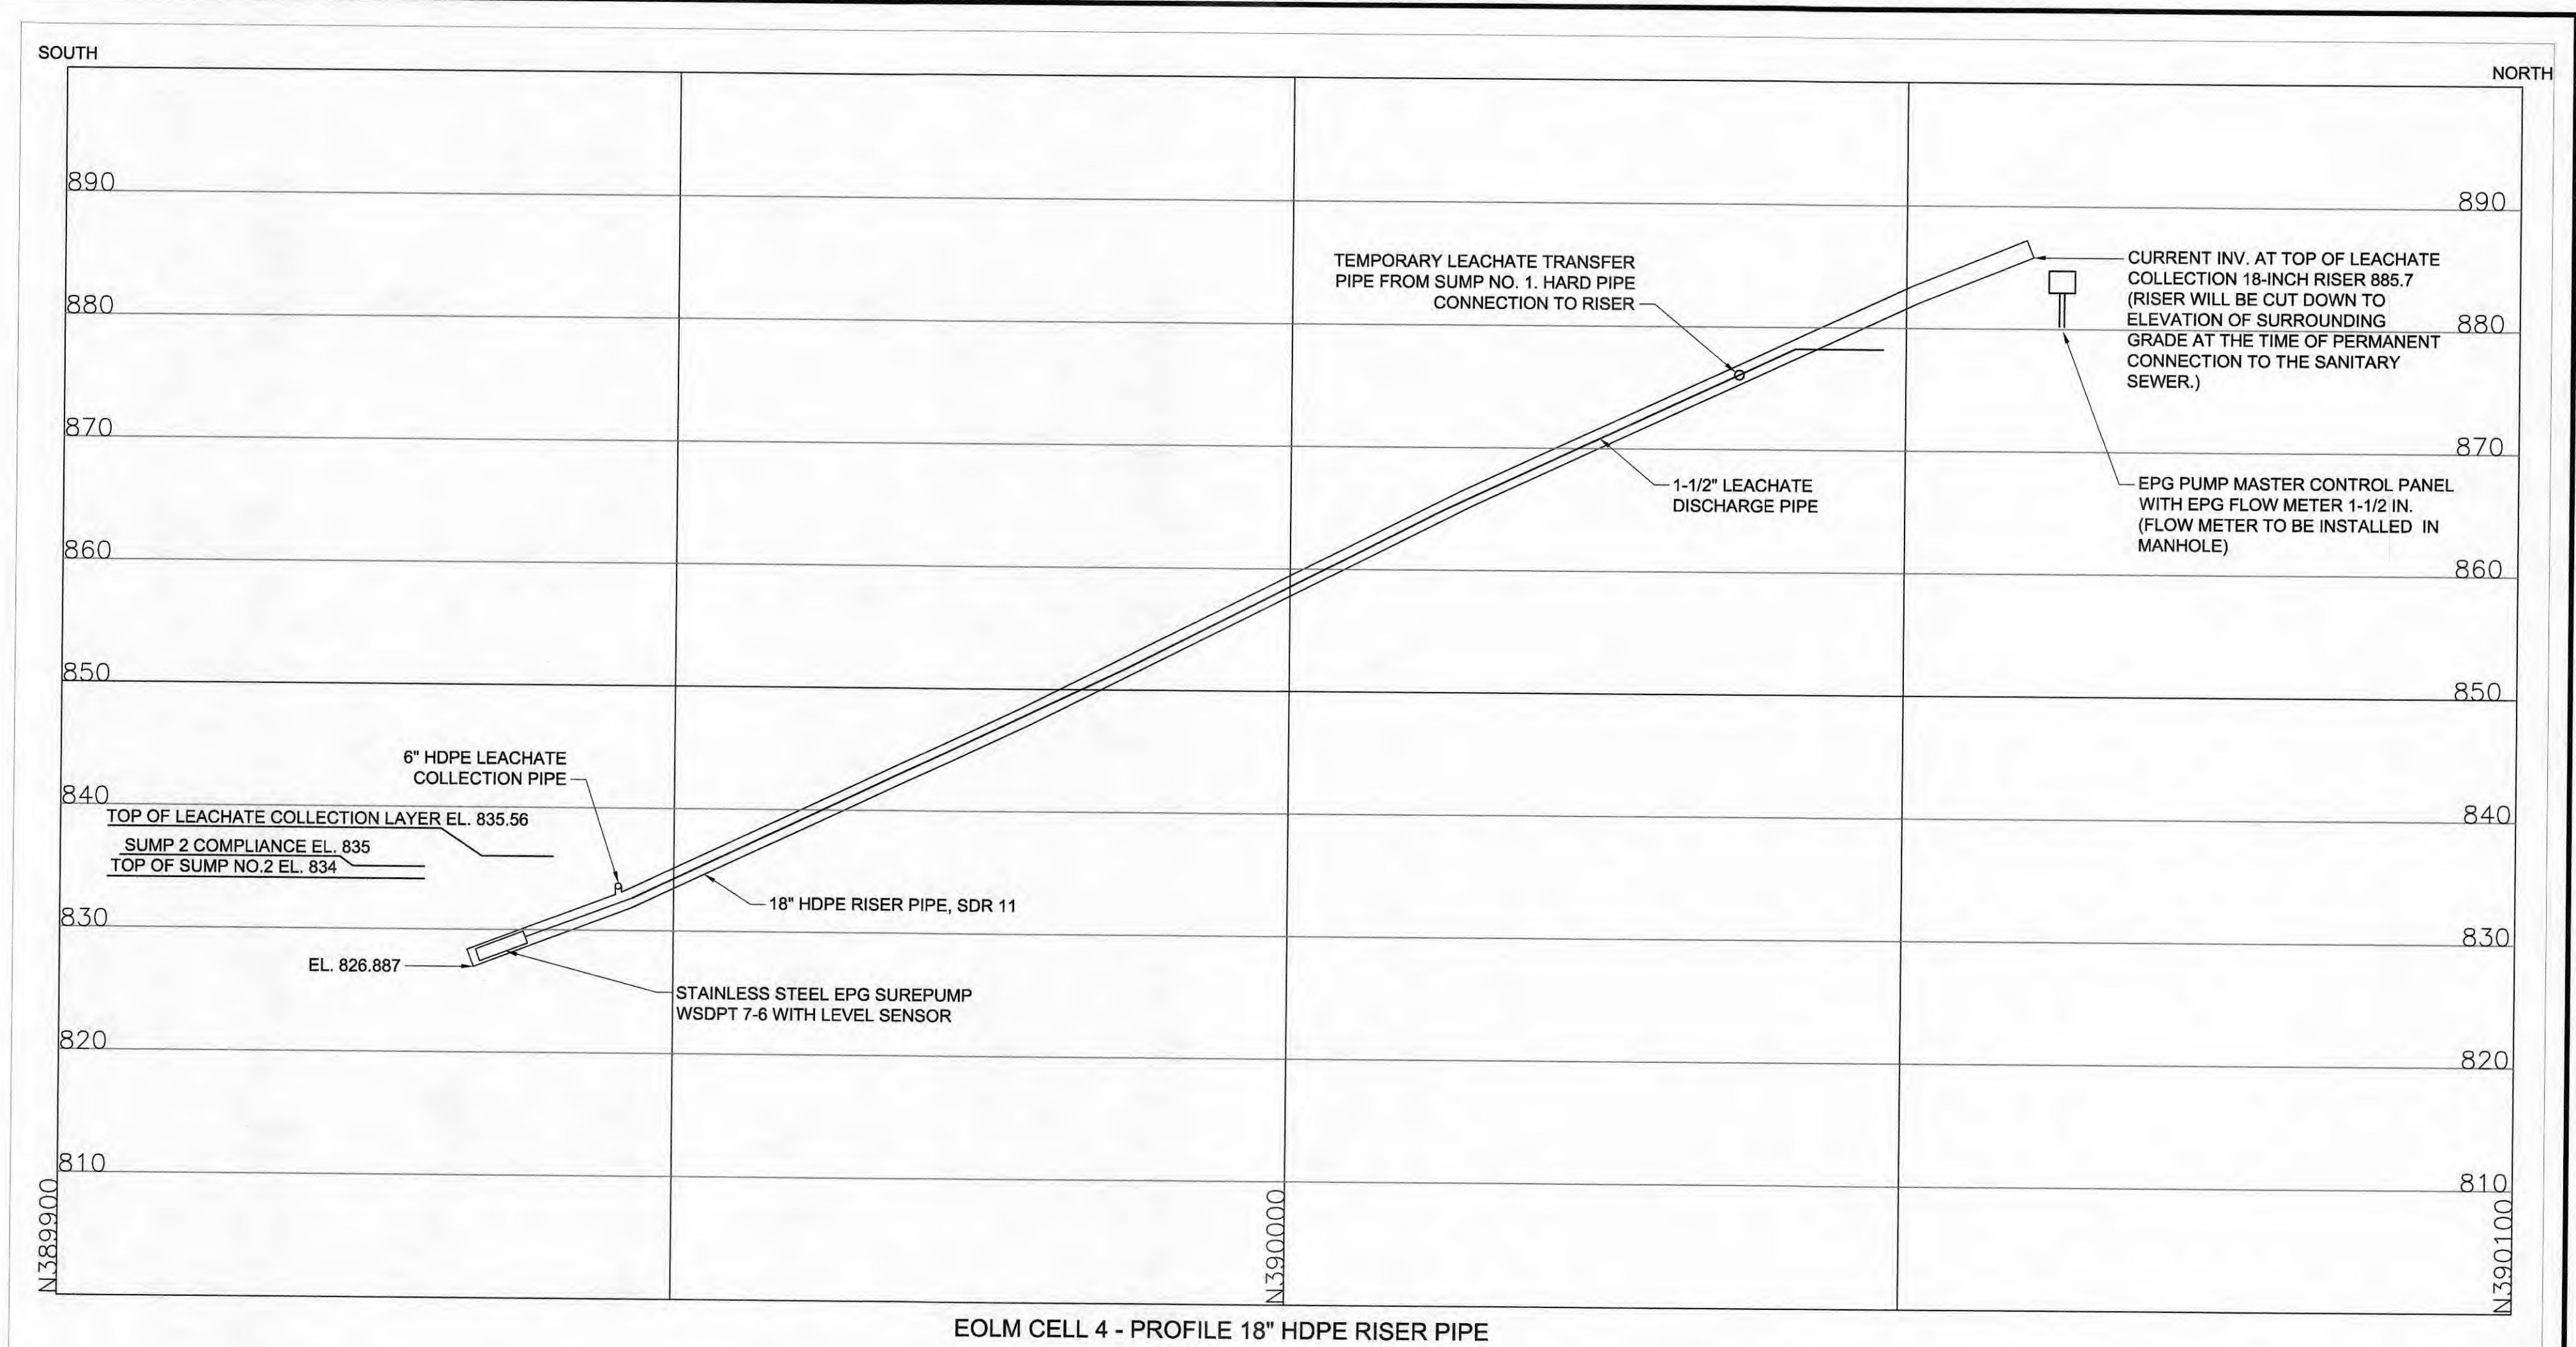 SOUTH
NORTH
890
890
TEMPORARY LEACHATE TRANSFER
PIPE FROM SUMP NO. 1. HARD PIPE
CONNECTION TO RISER
CURRENT INV. AT TOP OF LEACHATE
COLLECTION 18-INCH RISER 885.7
(RISER WILL BE CUT DOWN TO
ELEVATION OF SURROUNDING
GRADE AT THE TIME OF PERMANENT
CONNECTION TO THE SANITARY
SEWER.)
880
880
870
870
1-1/2" LEACHATE
DISCHARGE PIPE
EPG PUMP MASTER CONTROL PANEL
WITH EPG FLOW METER 1-1/2 IN.
(FLOW METER TO BE INSTALLED IN
MANHOLE)
860
860
850
850
6" HDPE LEACHATE
COLLECTION PIPE
840
840
TOP OF LEACHATE COLLECTION LAYER EL. 835.56
SUMP 2 COMPLIANCE EL. 835
TOP OF SUMP NO.2 EL. 834
18" HDPE RISER PIPE, SDR 11
830
830
EL. 826.887
STAINLESS STEEL EPG SUREPUMP
WSDPT 7-6 WITH LEVEL SENSOR
820
820
810
810
N389900
N390000
N390100
EOLM CELL 4 - PROFILE 18" HDPE RISER PIPE